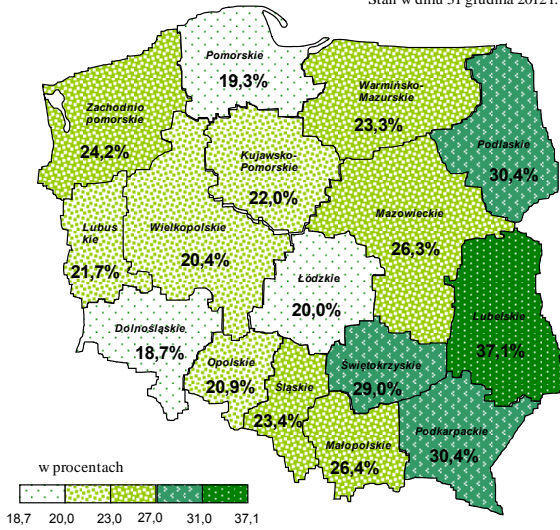 Stan w dniu 31 grudnia 2012 r.
Pomorskie
19,3%
Warmińsko-
Mazurskie
23,3%
Zachodnio
pomorskie
24,2%
Podlaskie
30,4%
Kujawsko-
Pomorskie
22,0%
Mazowieckie
26,3%
Lubus
kie
21,7%
Wielkopolskie
20,4%
Łódzkie
20,0%
Lubelskie
37,1%
Dolnośląskie
18,7%
Opolskie
20,9%
Śląskie
23,4%
Świętokrzyskie
29,0%
Małopolskie
26,4%
Podkarpackie
30,4%
w procentach
18,7 20,0 23,0 27,0 31,0 37,1